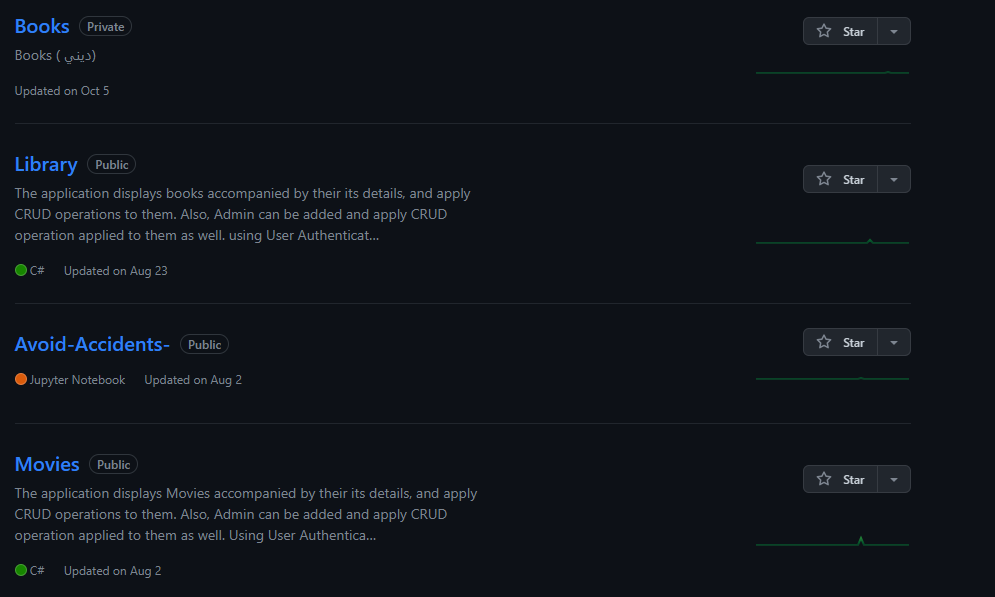 Books Private
Star
Books ( ديني)
Updated on Oct 5
Library Public
Star
The application displays books accompanied by their its details, and apply
CRUD operations to them. Also, Admin can be added and apply CRUD
operation applied to them as well. using User Authenticat...
C# Updated on Aug 23
Avoid-Accidents- Public
Star
Jupyter Notebook Updated on Aug 2
Movies Public
Star
The application displays Movies accompanied by their its details, and apply
CRUD operations to them. Also, Admin can be added and apply CRUD
operation applied to them as well. Using User Authentica...
C# Updated on Aug 2